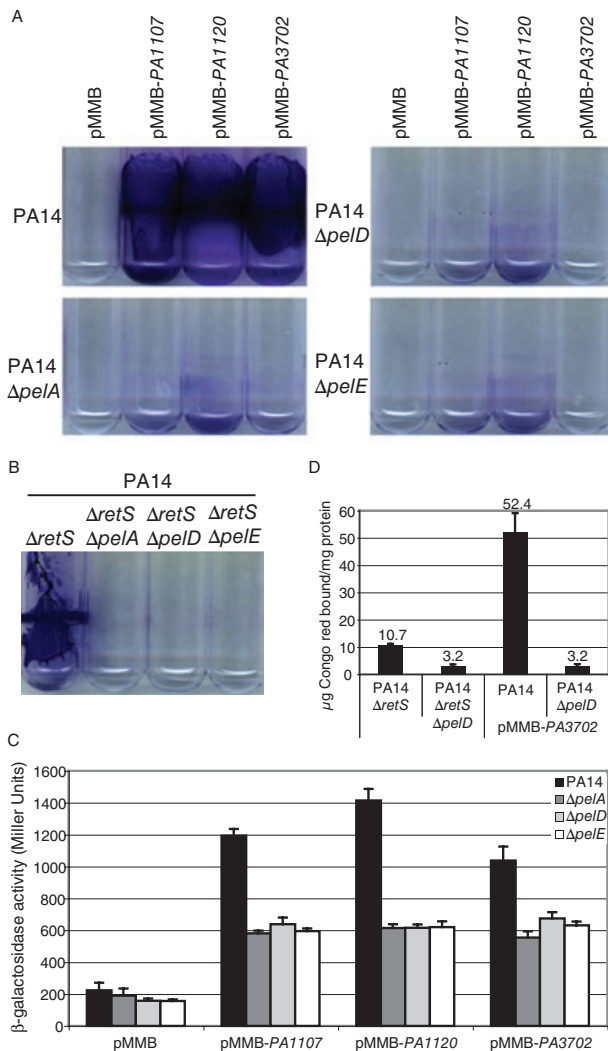 A
pMMB
pMMB-PA1107
pMMB-PA1120
pMMB-PA3702
pMMB
pMMB-PA1107
pMMB-PA1120
pMMB-PA3702
PA14
PA14
ΔpelD
PA14
ΔpelA
PA14
ΔpelE
B
PA14
ΔretS
ΔretS
ΔpelA
ΔretS
ΔpelD
ΔretS
ΔpelE
D
µg Congo red bound/mg protein
60
50
40
30
20
10
0
10.7
3.2
52.4
3.2
PA14
ΔretS
PA14
ΔretS
ΔpelD
PA14
PA14
ΔpelD
pMMB-PA3702
C
β-galactosidase activity (Miller Units)
1600
1400
1200
1000
800
600
400
200
0
PA14
ΔpelA
ΔpelD
ΔpelE
pMMB
pMMB-PA1107
pMMB-PA1120
pMMB-PA3702